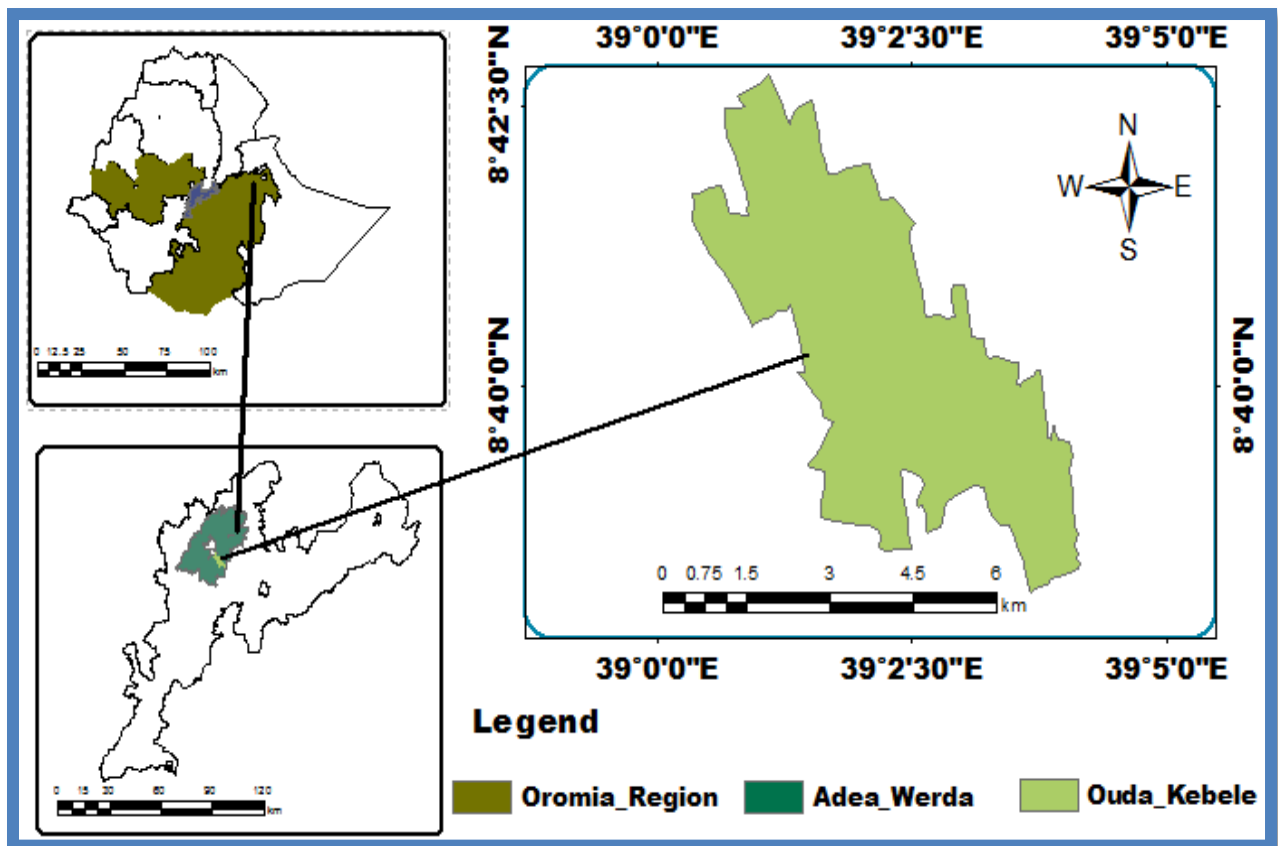 39°0'0"E 39°2'30"E 39°5'0"E
8°42'30"N
8°40'0"N
8°40'0"N
N
W E
S
0 12.5 25 50 75 100
km
0 0.75 1.5 3 4.5 6
km
39°0'0"E 39°2'30"E 39°5'0"E
0 15 30 60 90 120
km
Legend
Oromia_Region Adea_Werda Ouda_Kebele